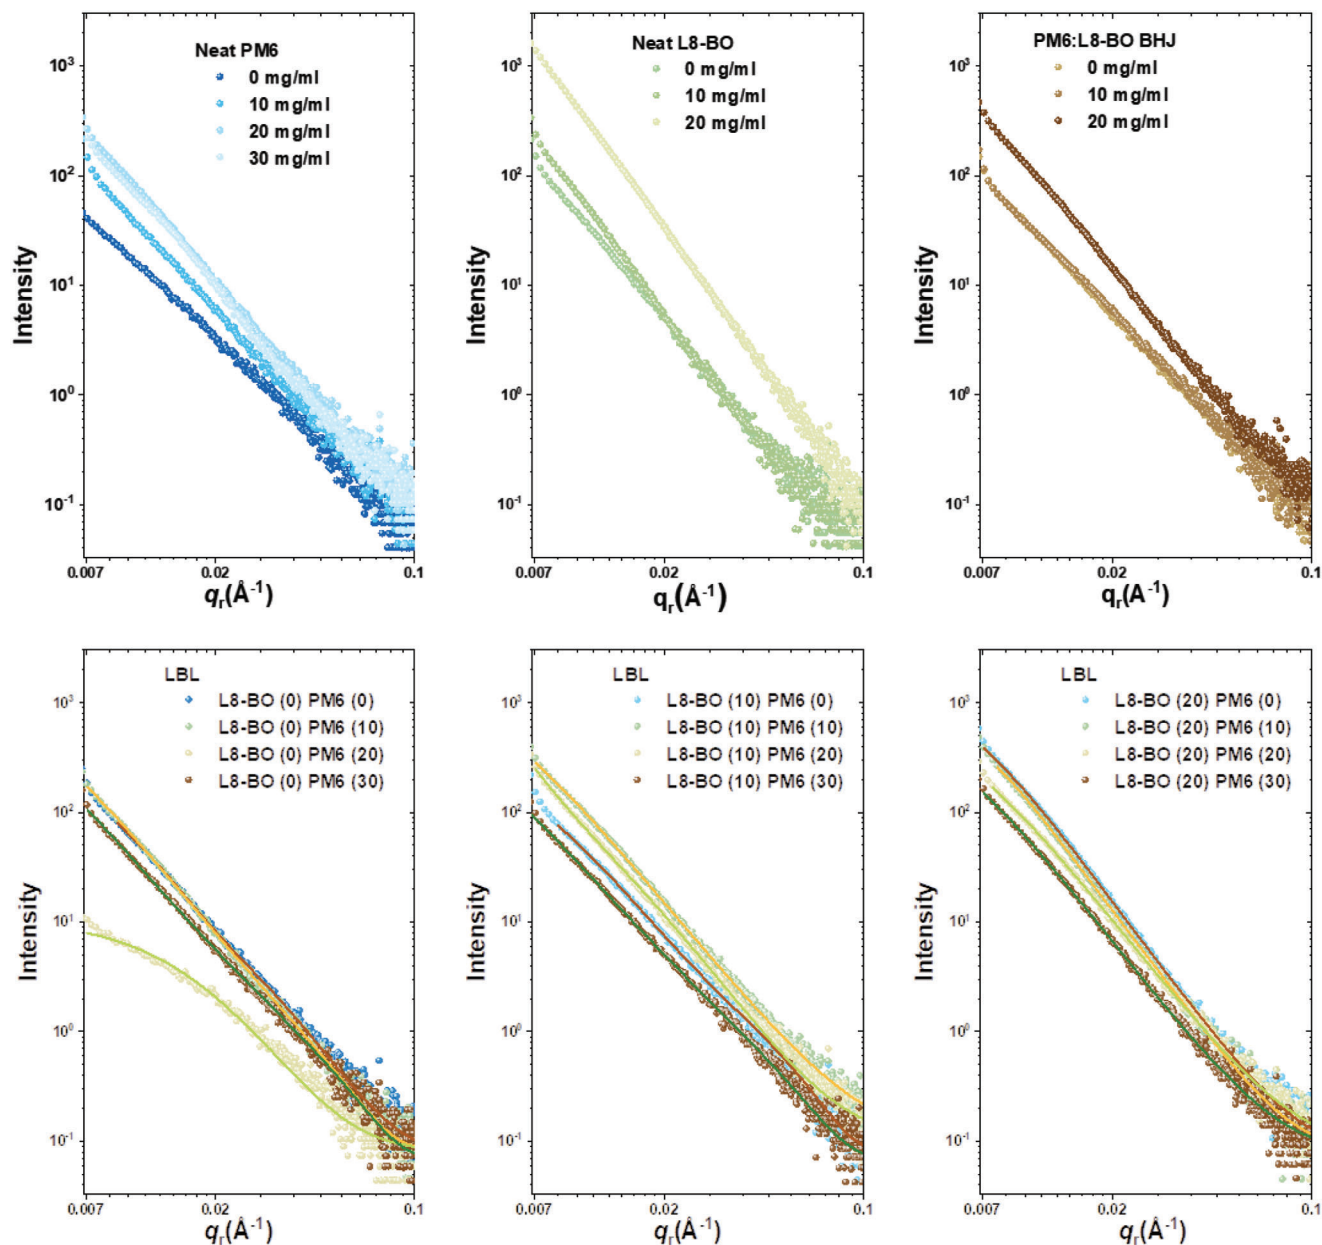 Neat PM6
0 mg/ml
10 mg/ml
20 mg/ml
30 mg/ml
10³
10²
10¹
10⁰
10⁻¹
Intensity
0.007
0.02
0.1
qᵣ(Å⁻¹)
Neat L8-BO
0 mg/ml
10 mg/ml
20 mg/ml
10³
10²
10¹
10⁰
10⁻¹
Intensity
0.007
0.02
0.1
qᵣ(Å⁻¹)
PM6:L8-BO BHJ
0 mg/ml
10 mg/ml
20 mg/ml
10³
10²
10¹
10⁰
10⁻¹
Intensity
0.007
0.02
0.1
qᵣ(A⁻¹)
LBL
L8-BO (0) PM6 (0)
L8-BO (0) PM6 (10)
L8-BO (0) PM6 (20)
L8-BO (0) PM6 (30)
10³
10²
10¹
10⁰
10⁻¹
Intensity
0.007
0.02
0.1
qᵣ(Å⁻¹)
LBL
L8-BO (10) PM6 (0)
L8-BO (10) PM6 (10)
L8-BO (10) PM6 (20)
L8-BO (10) PM6 (30)
10³
10²
10¹
10⁰
10⁻¹
Intensity
0.007
0.02
0.1
qᵣ(Å⁻¹)
LBL
L8-BO (20) PM6 (0)
L8-BO (20) PM6 (10)
L8-BO (20) PM6 (20)
L8-BO (20) PM6 (30)
10³
10²
10¹
10⁰
10⁻¹
Intensity
0.007
0.02
0.1
qᵣ(Å⁻¹)